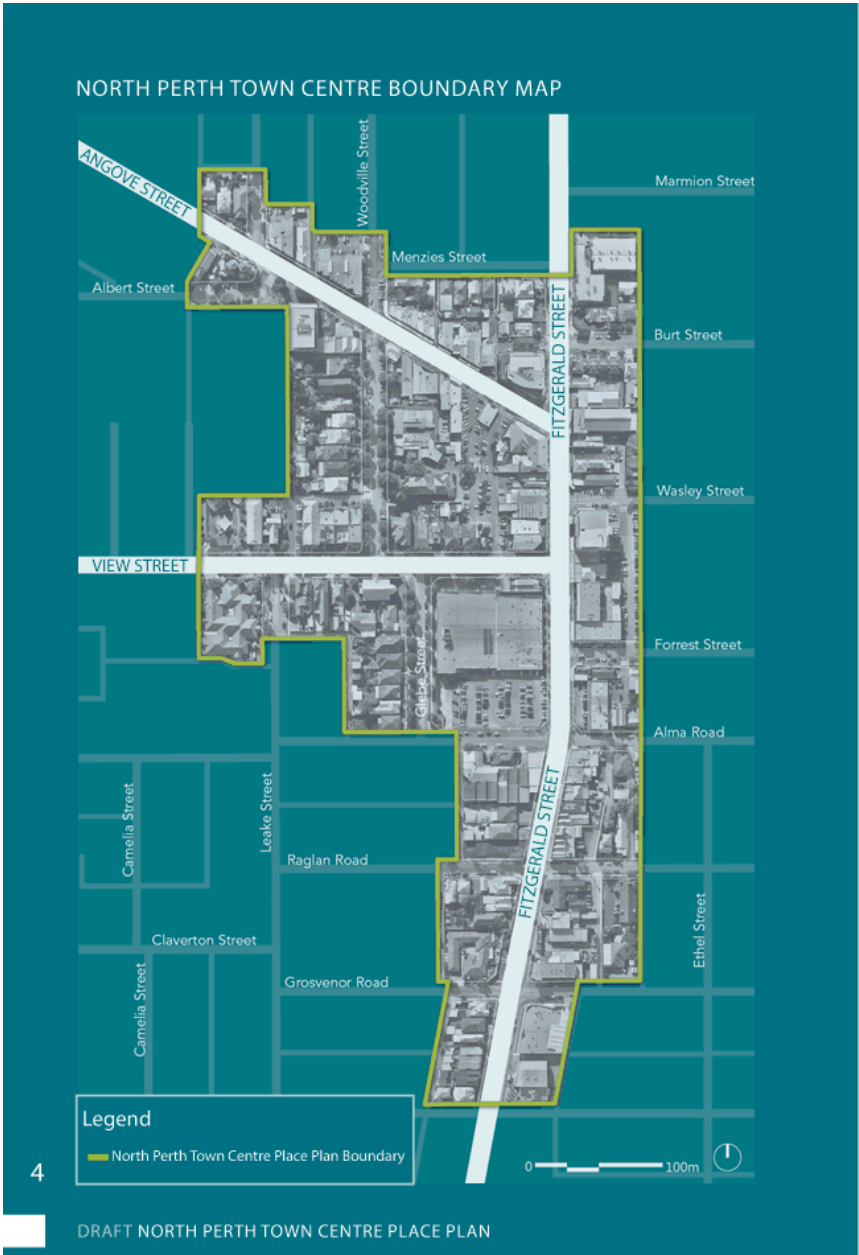 NORTH PERTH TOWN CENTRE BOUNDARY MAP
ANGOVE STREET
Woodville Street
Marmion Street
Menzies Street
Albert Street
FITZGERALD STREET
Burt Street
Wasley Street
VIEW STREET
Glebe Street
Forrest Street
Alma Road
FITZGERALD STREET
Camelia Street
Leake Street
Raglan Road
Ethel Street
Claverton Street
Camelia Street
Grosvenor Road
Legend
North Perth Town Centre Place Plan Boundary
0 100m
4
DRAFT NORTH PERTH TOWN CENTRE PLACE PLAN